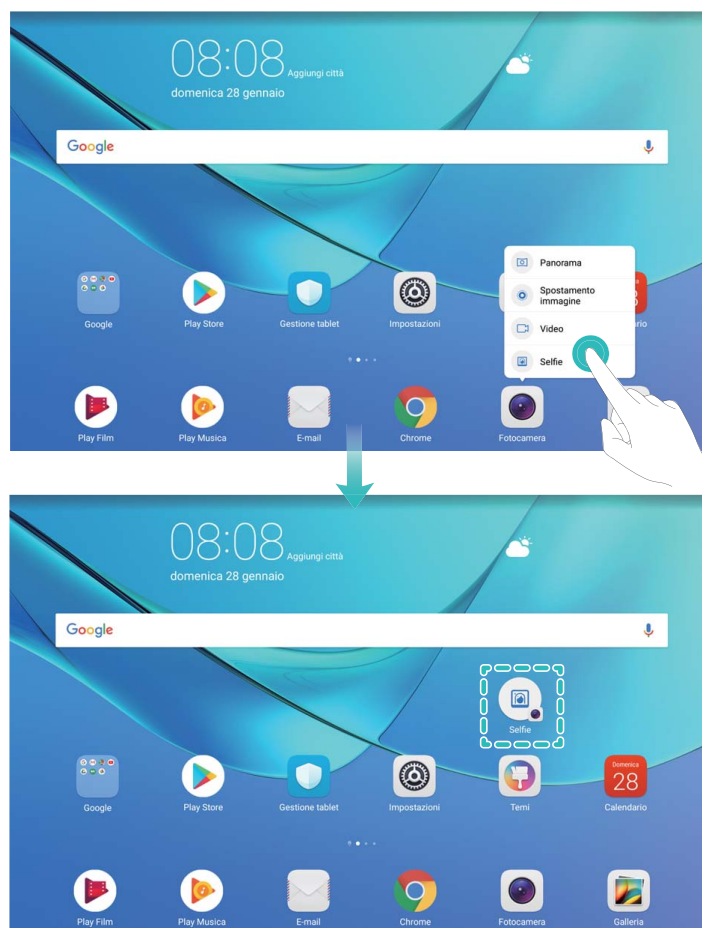 08:08 Aggiungi città
domenica 28 gennaio
Google
Panorama
Spostamento
immagine
Video
Selfie
Google
Play Store
Gestione tablet
Impostazioni
rio
Play Film
Play Musica
E-mail
Chrome
Fotocamera
08:08 Aggiungi città
domenica 28 gennaio
Google
Selfie
Domenica
28
Google
Play Store
Gestione tablet
Impostazioni
Temi
Calendario
Play Film
Play Musica
E-mail
Chrome
Fotocamera
Galleria